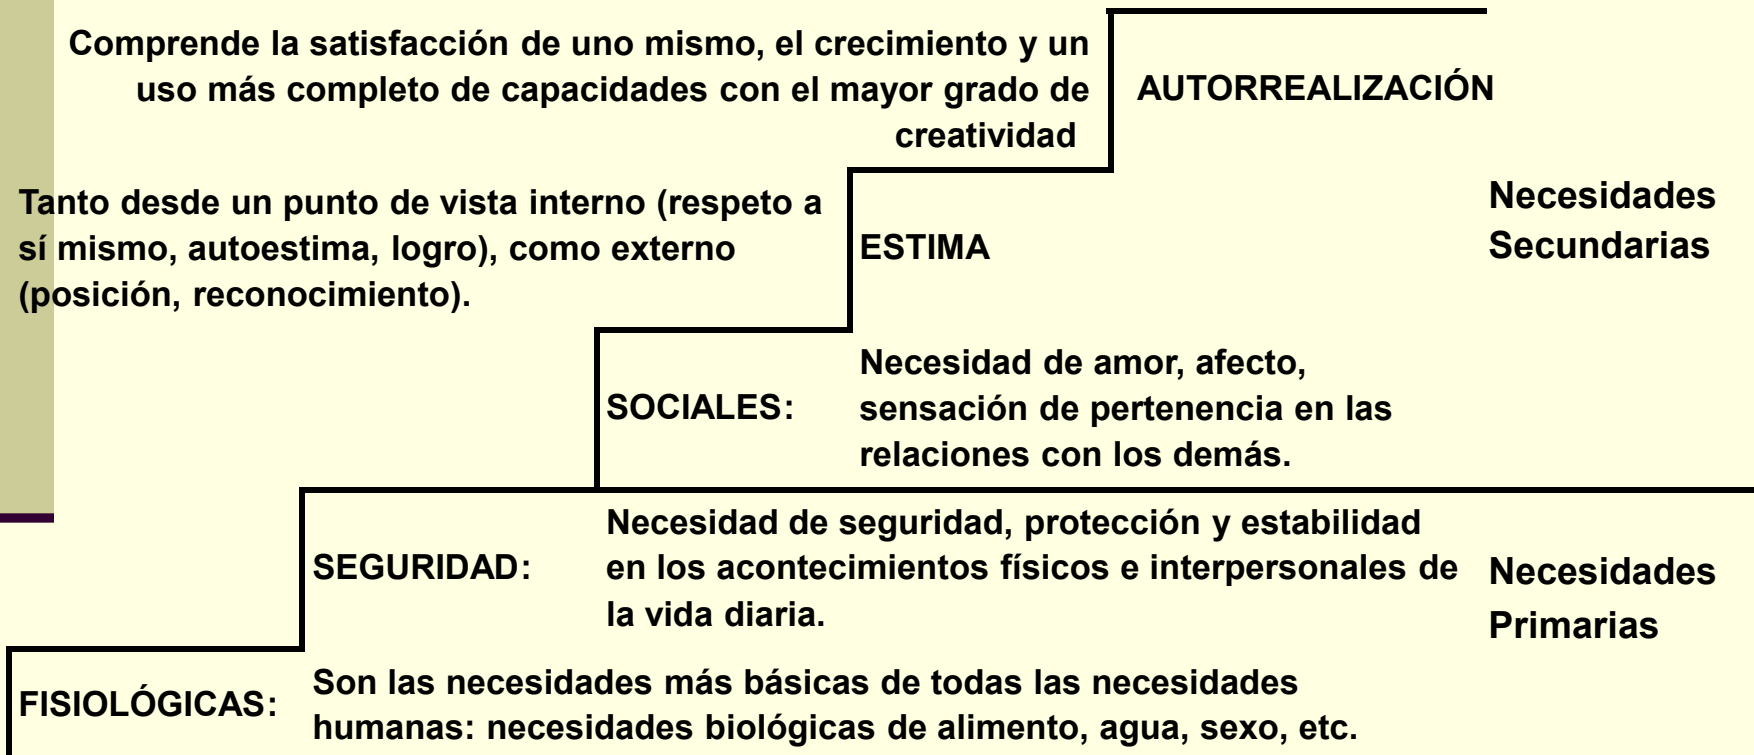 Comprende la satisfacción de uno mismo, el crecimiento y un
uso más completo de capacidades con el mayor grado de
creatividad
AUTORREALIZACIÓN
Tanto desde un punto de vista interno (respeto a
sí mismo, autoestima, logro), como externo
(posición, reconocimiento).
ESTIMA
Necesidades
Secundarias
SOCIALES:
Necesidad de amor, afecto,
sensación de pertenencia en las
relaciones con los demás.
SEGURIDAD:
Necesidad de seguridad, protección y estabilidad
en los acontecimientos físicos e interpersonales de
la vida diaria.
Necesidades
Primarias
FISIOLÓGICAS:
Son las necesidades más básicas de todas las necesidades
humanas: necesidades biológicas de alimento, agua, sexo, etc.